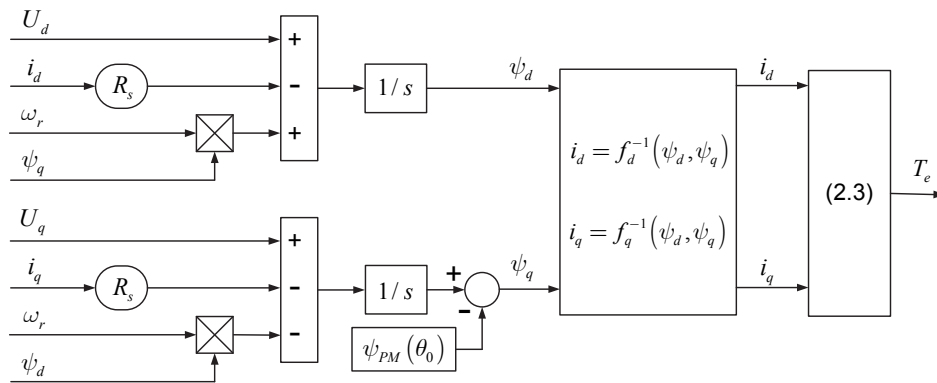 U_d
+
i_d
R_s
-
1/s
ψ_d
i_d
ω_r
+
ψ_q
i_d = f_d^{-1}(ψ_d, ψ_q)
T_e
(2.3)
U_q
+
i_q = f_q^{-1}(ψ_d, ψ_q)
i_q
R_s
-
1/s
+
ψ_q
i_q
-
ω_r
-
ψ_PM(θ_0)
ψ_d